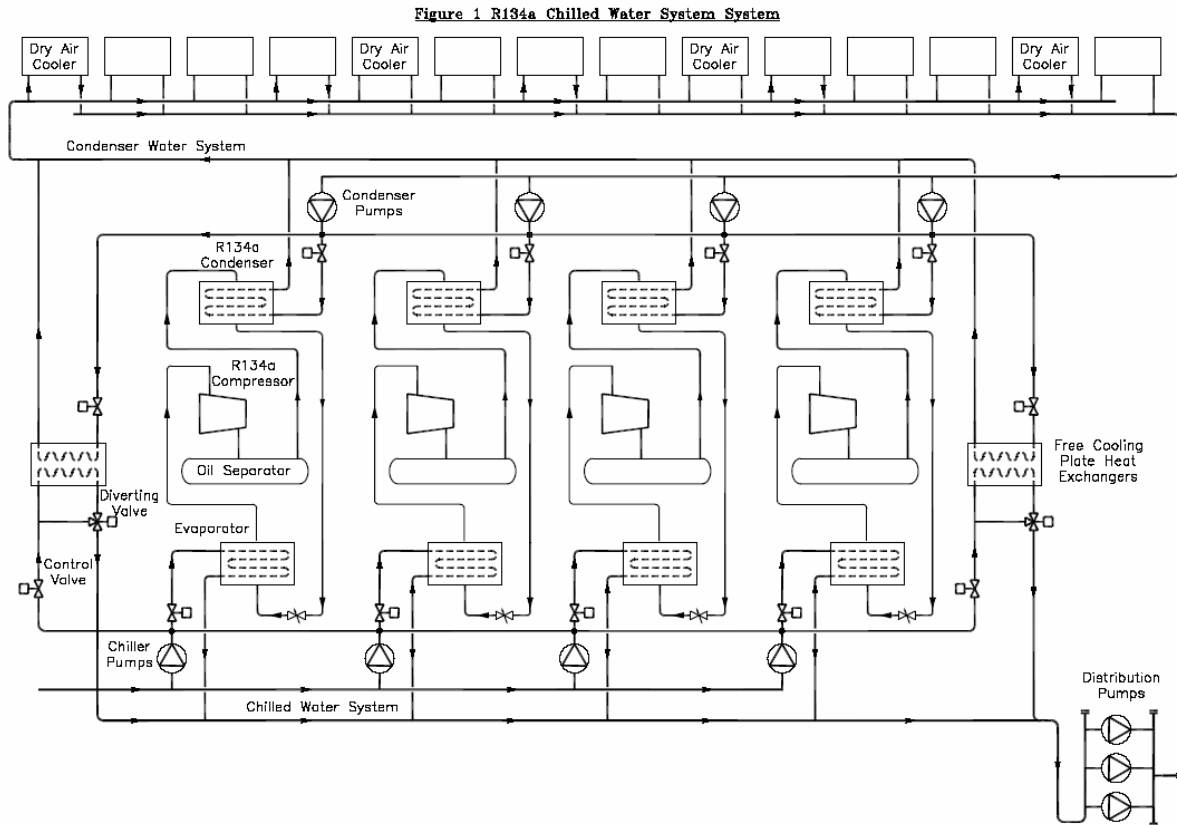 Figure 1 R134a Chilled Water System System
Dry Air
Cooler
Dry Air
Cooler
Dry Air
Cooler
Dry Air
Cooler
Condenser Water System
Condenser
Pumps
R134a
Condenser
R134a
Compressor
Oil Separator
Free Cooling
Plate Heat
Exchangers
Diverting
Valve
Evaporator
Control
Valve
Chiller
Pumps
Chilled Water System
Distribution
Pumps